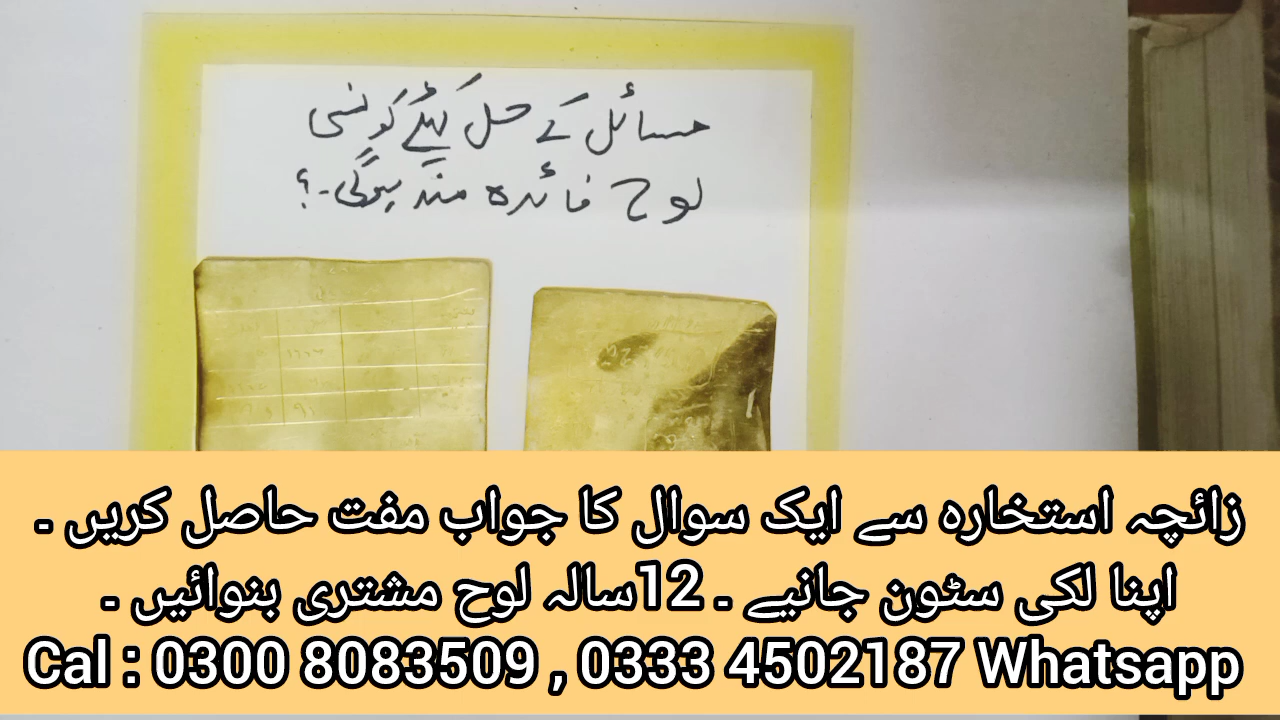 مسائل کے حل کیلئے کونسی
لوح فائدہ مند ہوگی۔؟
زائچہ استخارہ سے ایک سوال کا جواب مفت حاصل کریں ۔
اپنا لکی سٹون جانیے ۔ 12سالہ لوح مشتری بنوائیں ۔
Cal : 0300 8083509 , 0333 4502187 Whatsapp